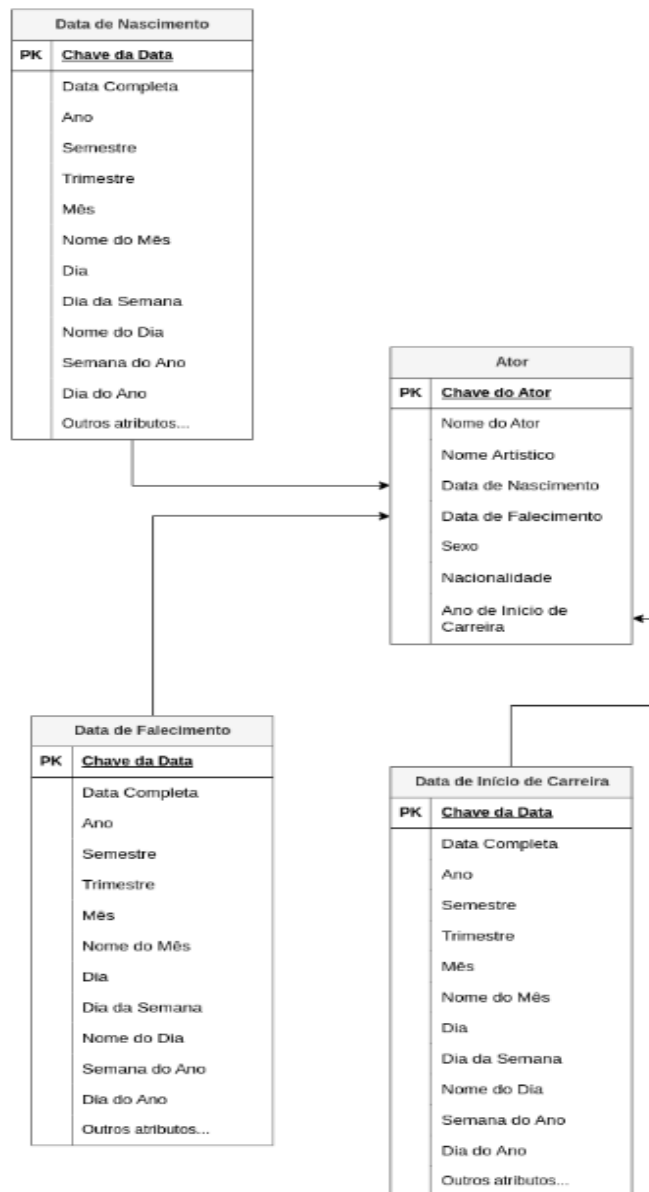 Data de Nascimento
PK Chave da Data
Data Completa
Ano
Semestre
Trimestre
Mês
Nome do Mês
Dia
Dia da Semana
Nome do Dia
Semana do Ano
Dia do Ano
Outros atributos...
Ator
PK Chave do Ator
Nome do Ator
Nome Artístico
Data de Nascimento
Data de Falecimento
Sexo
Nacionalidade
Ano de Início de
Carreira
Data de Falecimento
PK Chave da Data
Data Completa
Ano
Semestre
Trimestre
Mês
Nome do Mês
Dia
Dia da Semana
Nome do Dia
Semana do Ano
Dia do Ano
Outros atributos...
Data de Início de Carreira
PK Chave da Data
Data Completa
Ano
Semestre
Trimestre
Mês
Nome do Mês
Dia
Dia da Semana
Nome do Dia
Semana do Ano
Dia do Ano
Outros atributos...